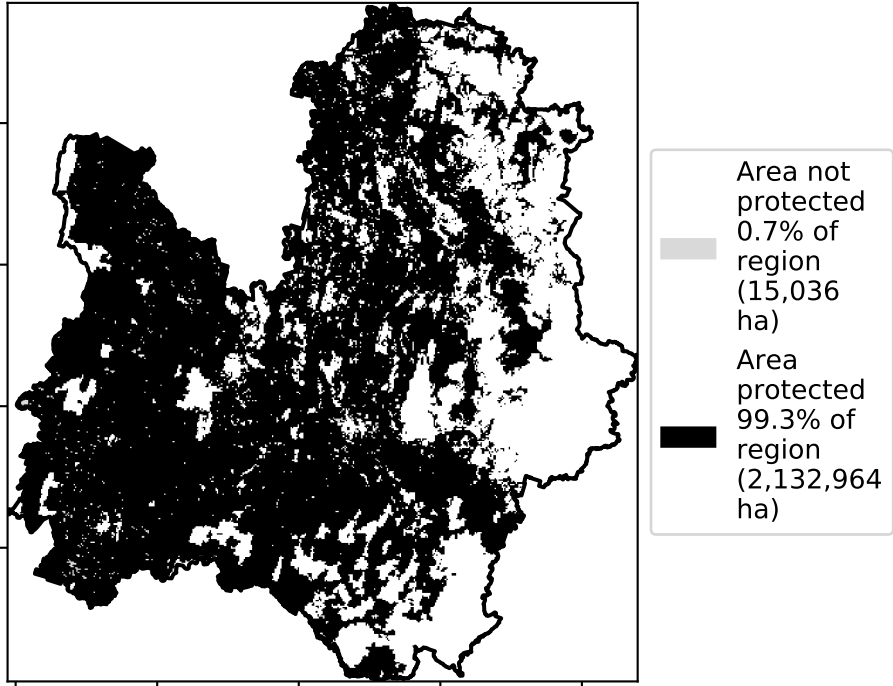 Area not
protected
0.7% of
region
(15,036
ha)
Area
protected
99.3% of
region
(2,132,964
ha)